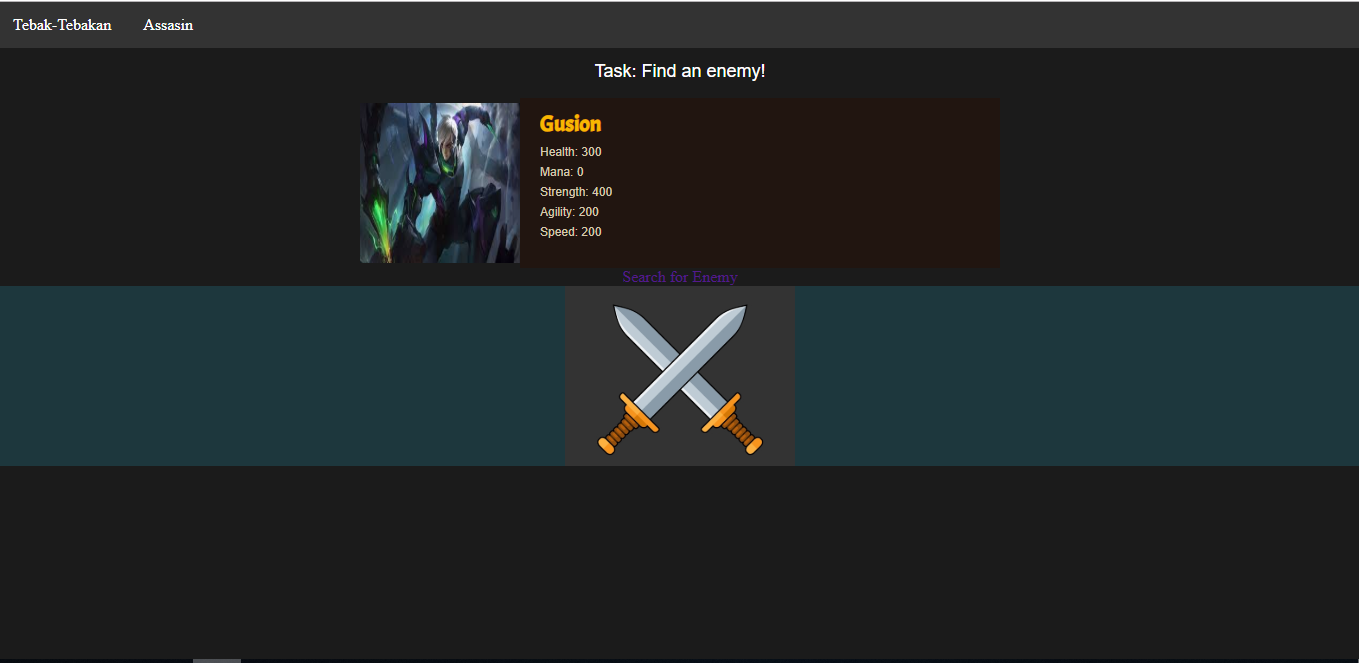 Tebak-Tebakan Assasin
Task: Find an enemy!
Gusion
Health: 300
Mana: 0
Strength: 400
Agility: 200
Speed: 200
Search for Enemy